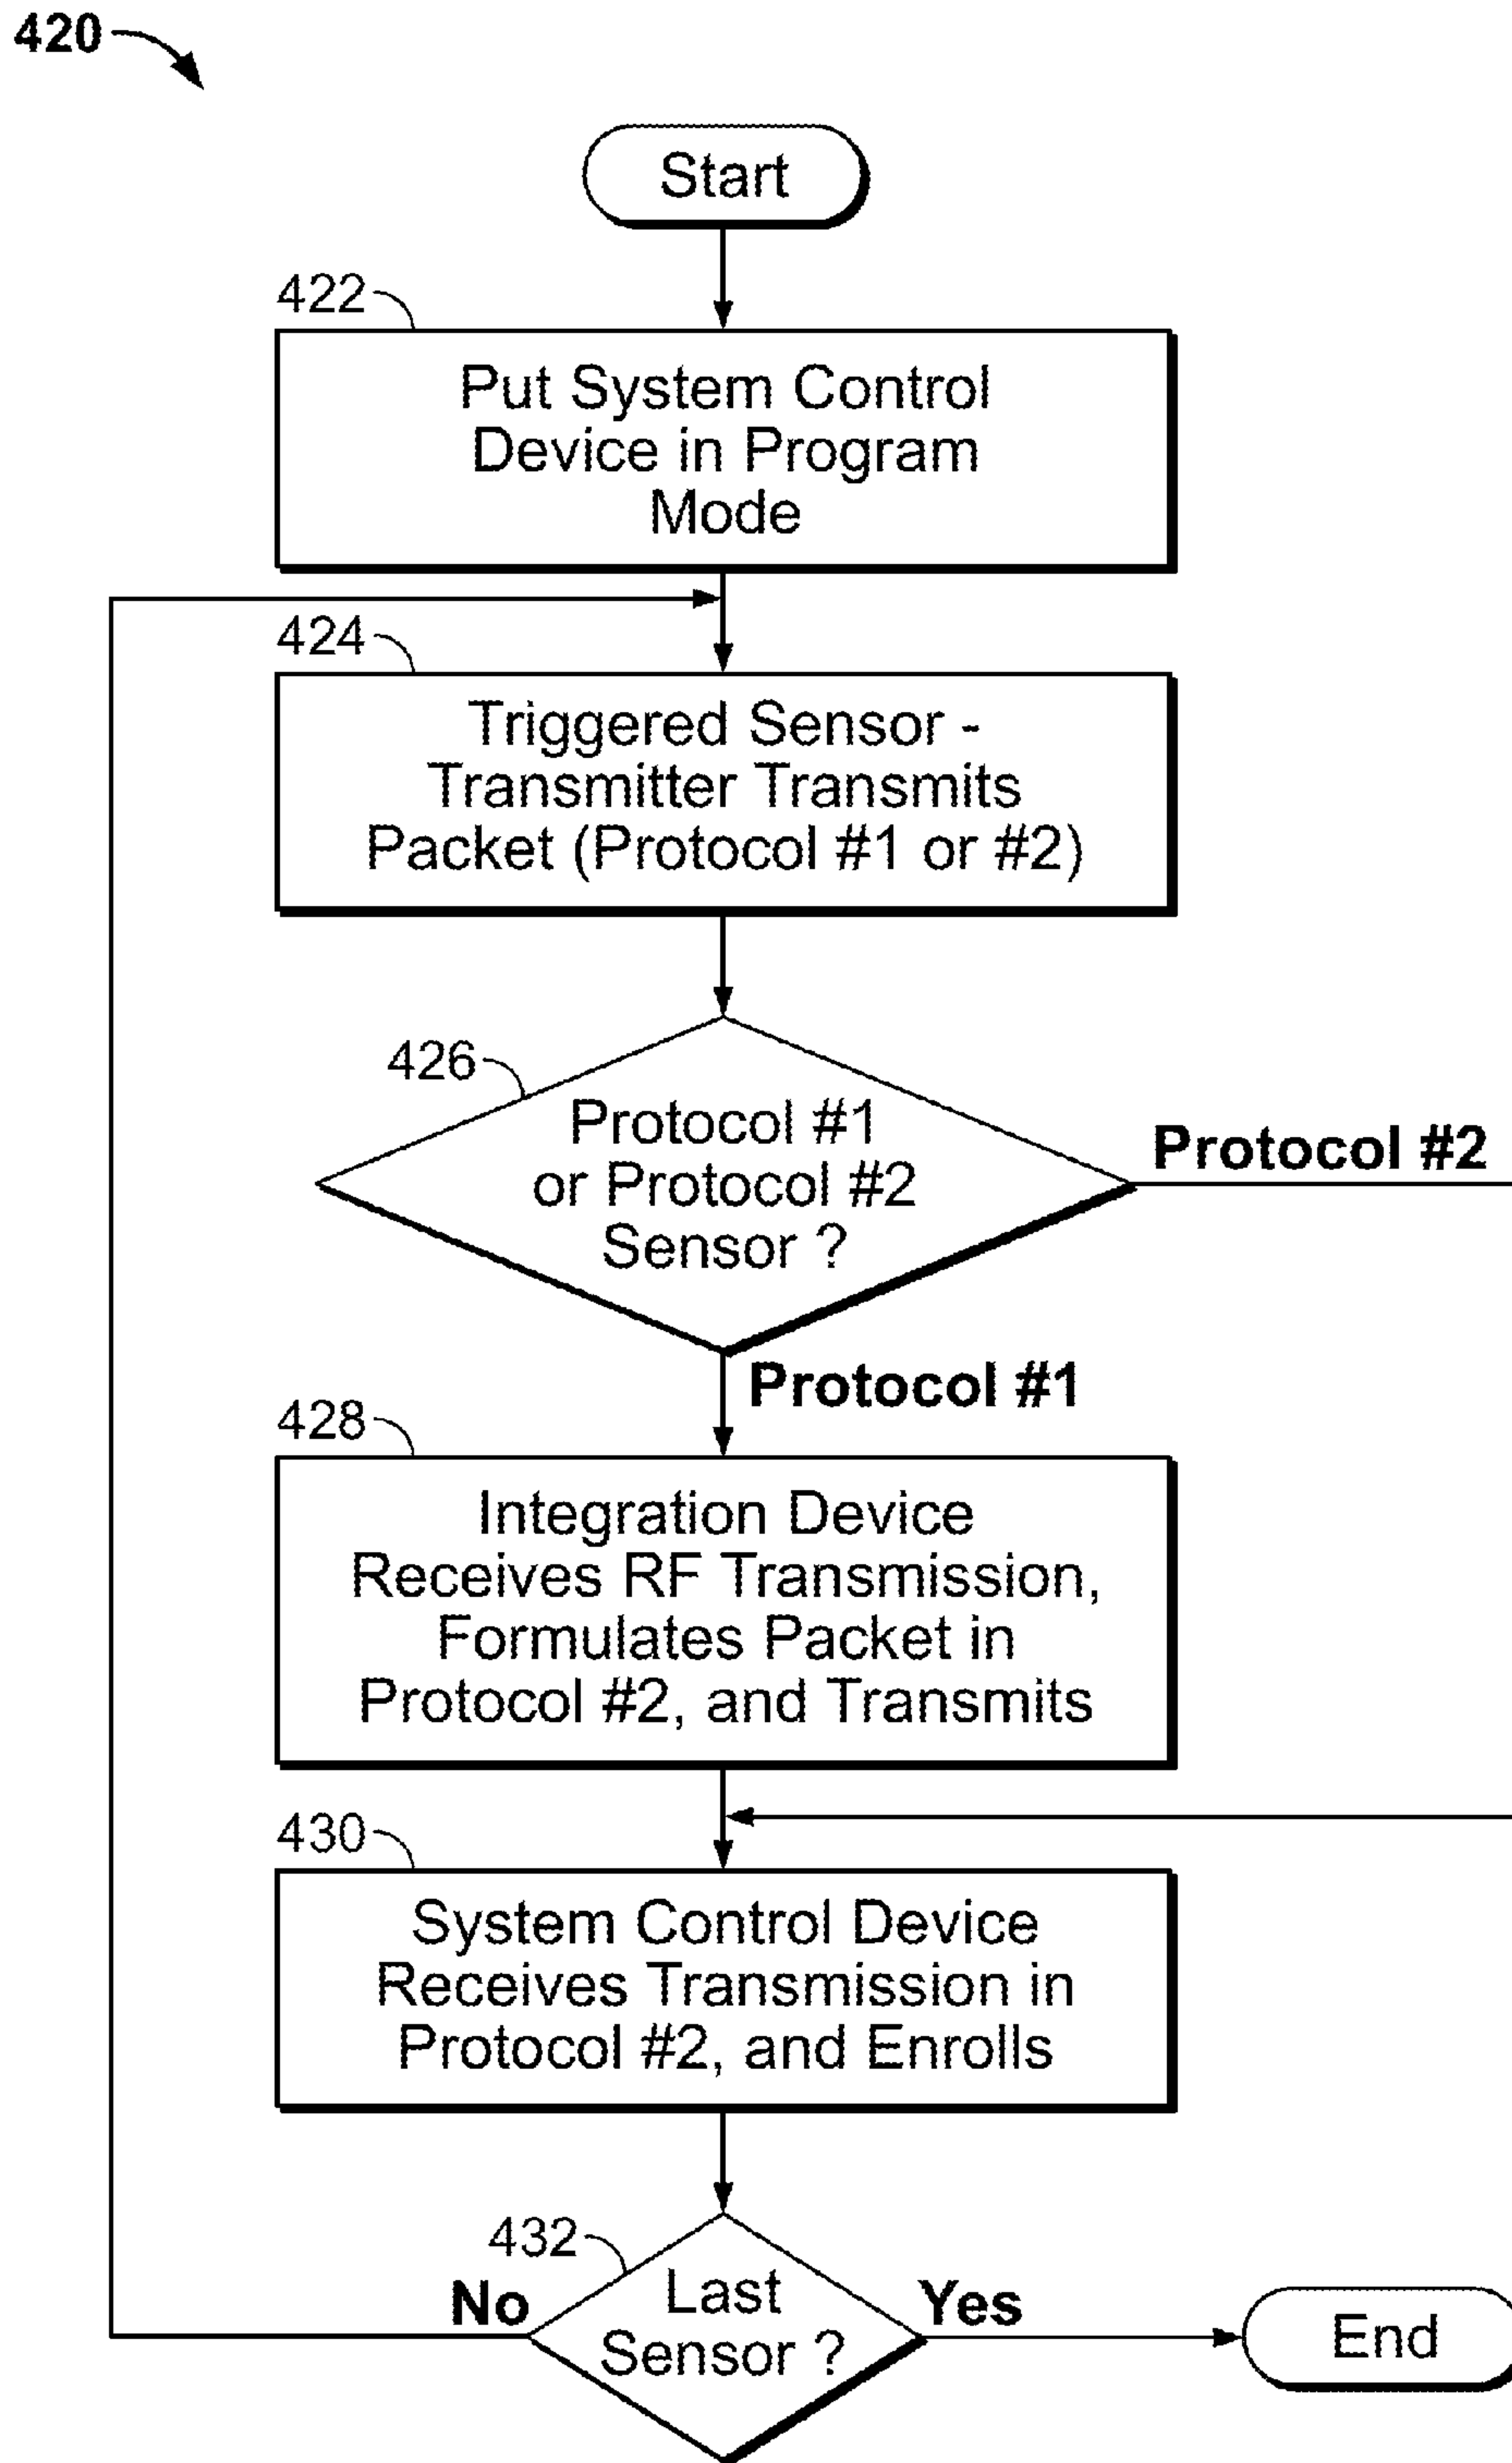 420
Start
422
Put System Control
Device in Program
Mode
424
Triggered Sensor -
Transmitter Transmits
Packet (Protocol #1 or #2)
426
Protocol #1
or Protocol #2
Sensor ?
Protocol #2
Protocol #1
428
Integration Device
Receives RF Transmission,
Formulates Packet in
Protocol #2, and Transmits
430
System Control Device
Receives Transmission in
Protocol #2, and Enrolls
432
No
Last
Sensor ?
Yes
End